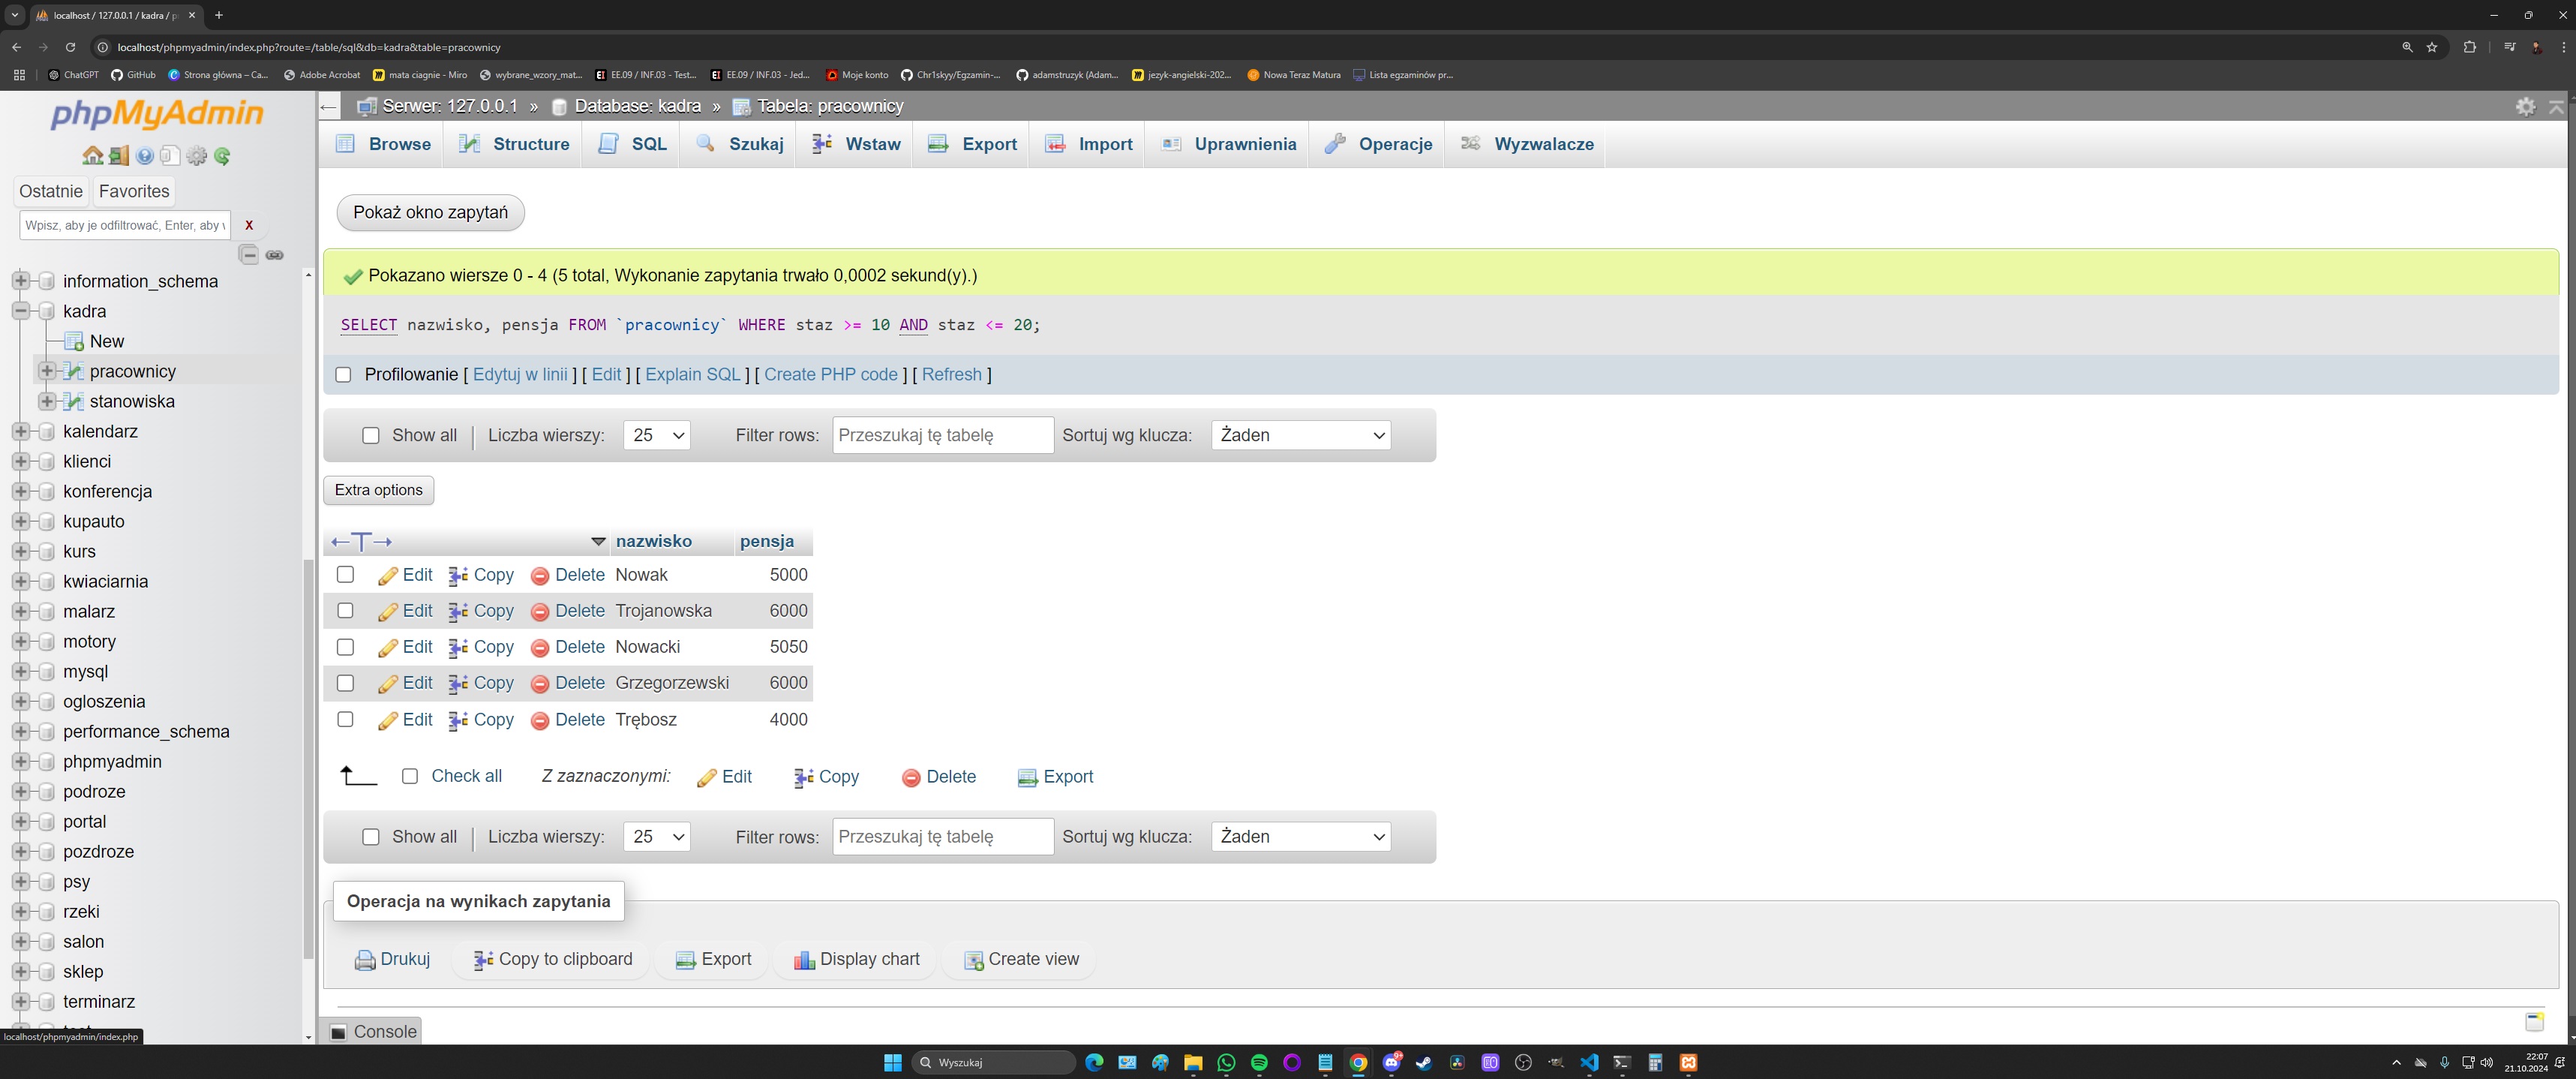 localhost / 127.0.0.1 / kadra / p
localhost/phpmyadmin/index.php?route=/table/sql&db=kadra&table=pracownicy
ChatGPT GitHub Strona główna – Ca... Adobe Acrobat mata ciagnie - Miro wybrane_wzory_mat... EE.09 / INF.03 - Test... EE.09 / INF.03 - Jed... Moje konto Chr1skyy/Egzamin-... adamstruzyk (Adam... jezyk-angielski-202... Nowa Teraz Matura Lista egzaminów pr...
phpMyAdmin
Ostatnie Favorites
Wpisz, aby je odfiltrować, Enter, aby X
information_schema
kadra
New
pracownicy
stanowiska
kalendarz
klienci
konferencja
kupauto
kurs
kwiaciarnia
malarz
motory
mysql
ogloszenia
performance_schema
phpmyadmin
podroze
portal
pozdroze
psy
rzeki
salon
sklep
terminarz
localhost/phpmyadmin/index.php
Serwer: 127.0.0.1 » Database: kadra » Tabela: pracownicy
Browse Structure SQL Szukaj Wstaw Export Import Uprawnienia Operacje Wyzwalacze
Pokaż okno zapytań
Pokazano wiersze 0 - 4 (5 total, Wykonanie zapytania trwało 0,0002 sekund(y).)
SELECT nazwisko, pensja FROM `pracownicy` WHERE staz >= 10 AND staz <= 20;
Profilowanie [ Edytuj w linii ] [ Edit ] [ Explain SQL ] [ Create PHP code ] [ Refresh ]
Show all Liczba wierszy: 25 Filter rows: Przeszukaj tę tabelę Sortuj wg klucza: Żaden
Extra options
←T→ nazwisko pensja
Edit Copy Delete Nowak 5000
Edit Copy Delete Trojanowska 6000
Edit Copy Delete Nowacki 5050
Edit Copy Delete Grzegorzewski 6000
Edit Copy Delete Trębosz 4000
Check all Z zaznaczonymi: Edit Copy Delete Export
Show all Liczba wierszy: 25 Filter rows: Przeszukaj tę tabelę Sortuj wg klucza: Żaden
Operacja na wynikach zapytania
Drukuj Copy to clipboard Export Display chart Create view
Console
Wyszukaj
22:07
21.10.2024